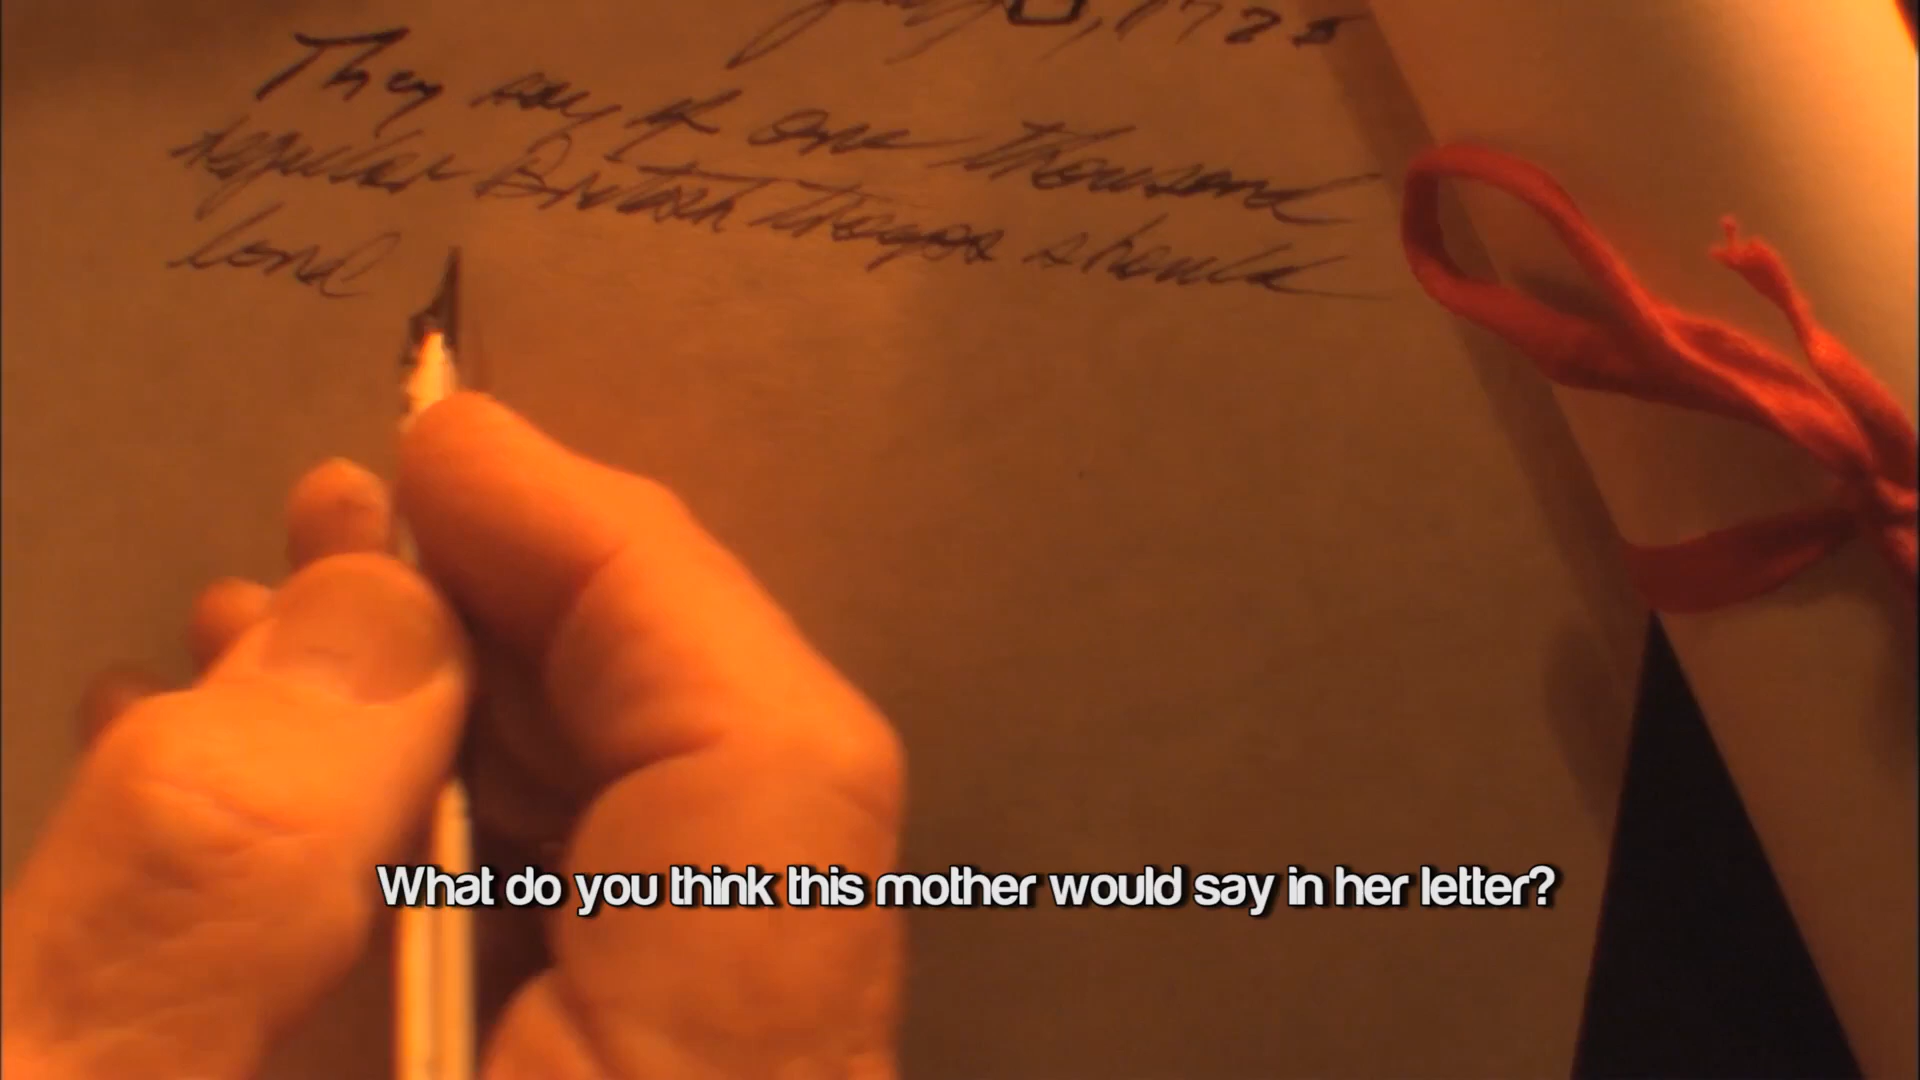 They say if one thousand
regular British troops should
land
What do you think this mother would say in her letter?